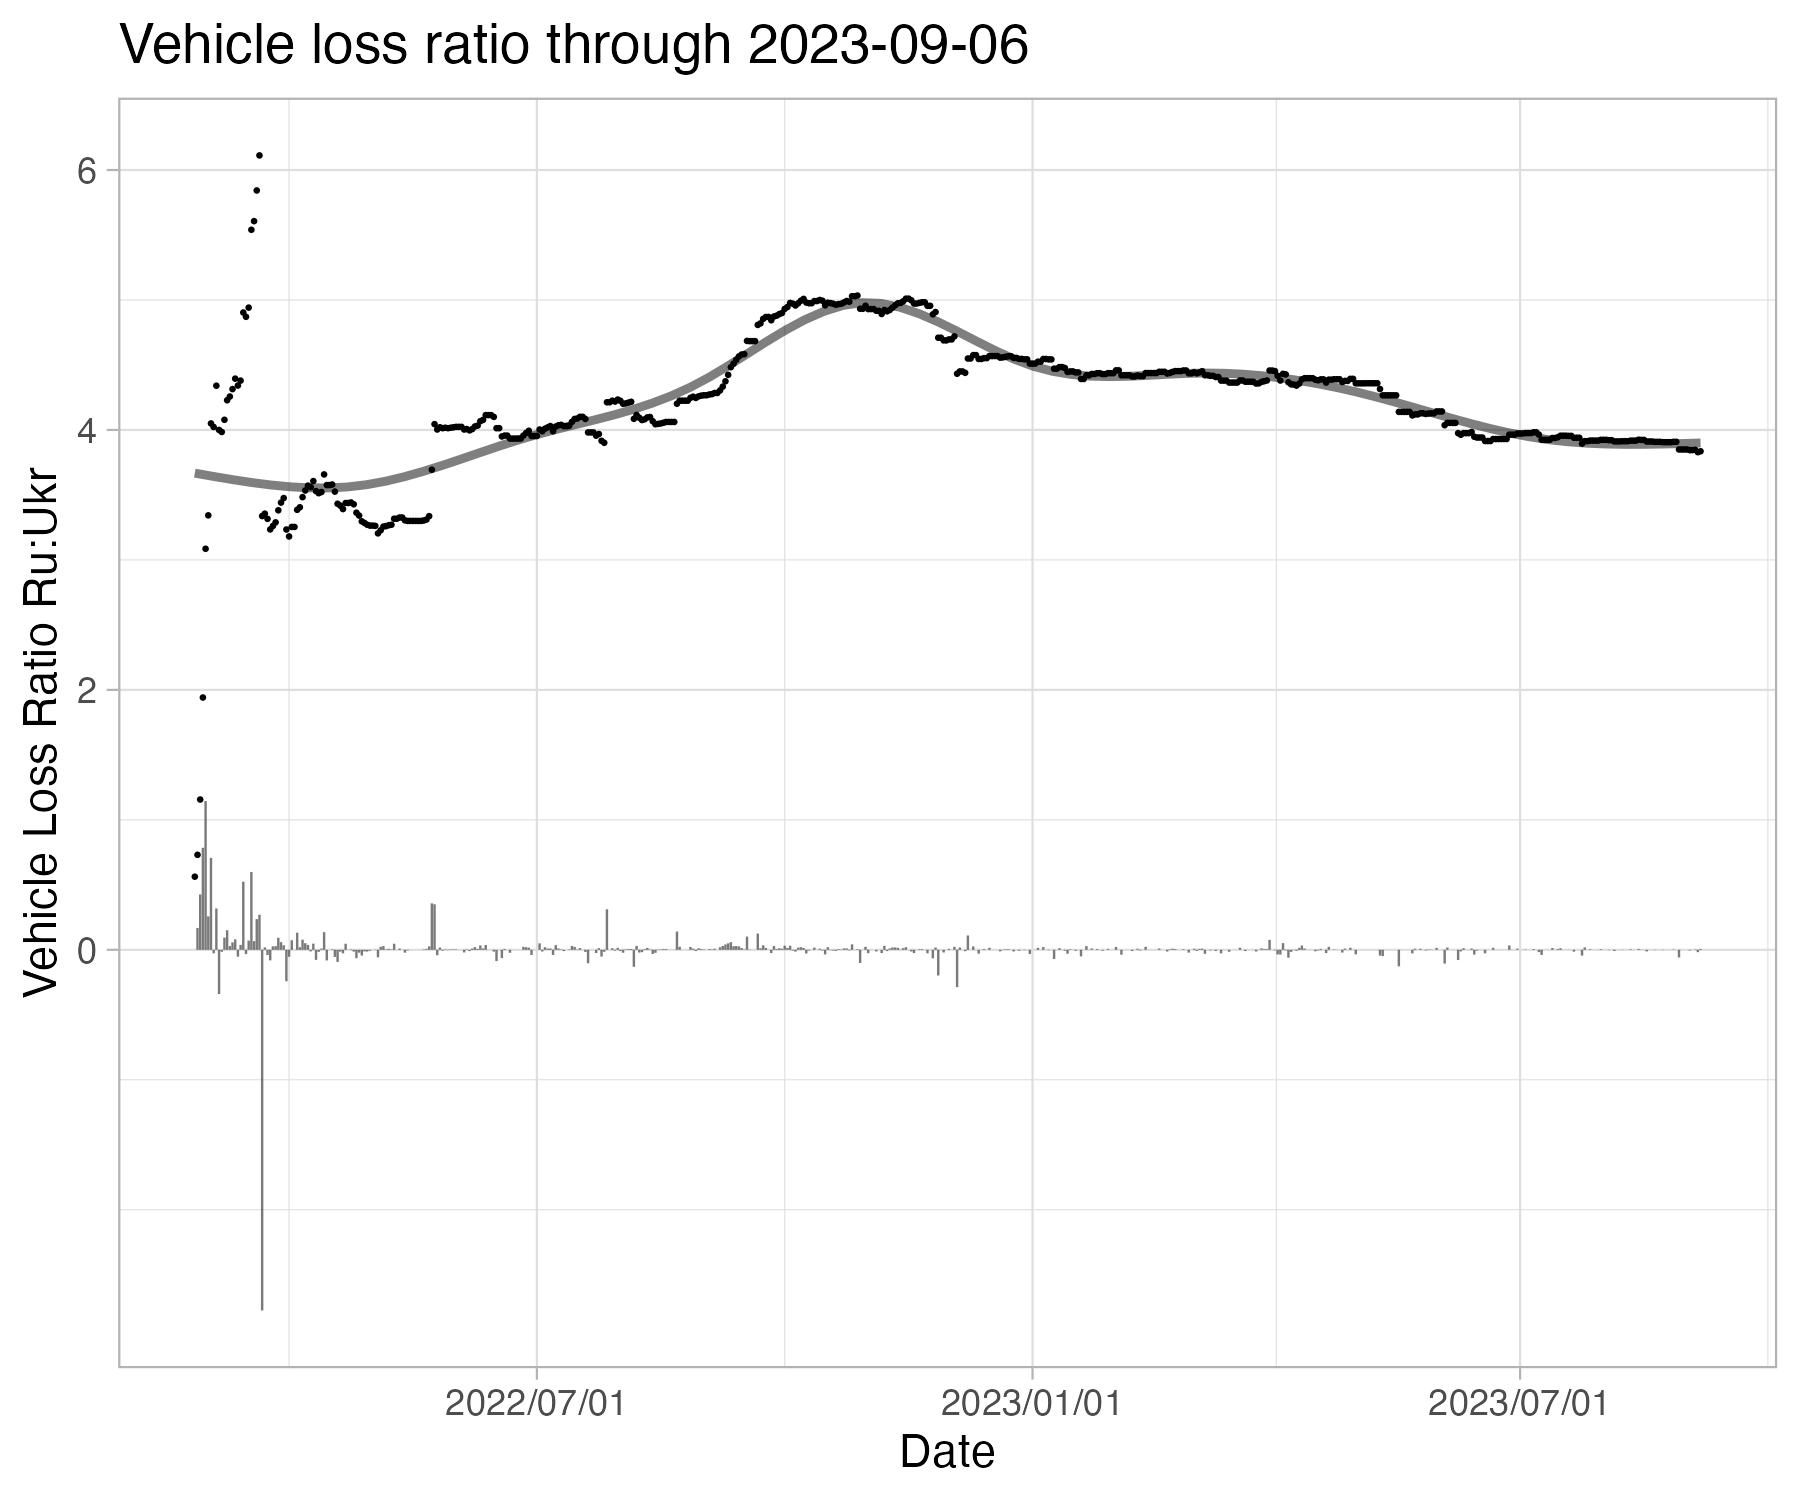 Vehicle loss ratio through 2023-09-06
Vehicle Loss Ratio Ru:Ukr
6
4
2
0
2022/07/01 2023/01/01 2023/07/01
Date